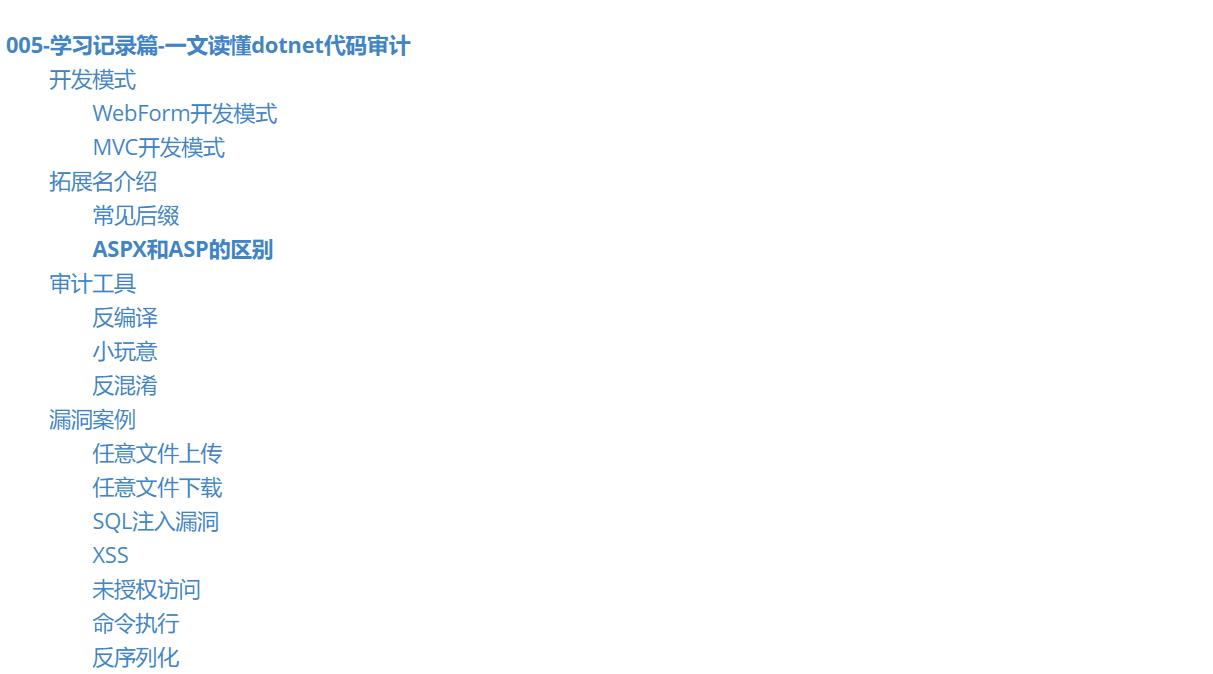 005-学习记录篇-一文读懂dotnet代码审计
开发模式
WebForm开发模式
MVC开发模式
拓展名介绍
常见后缀
ASPX和ASP的区别
审计工具
反编译
小玩意
反混淆
漏洞案例
任意文件上传
任意文件下载
SQL注入漏洞
XSS
未授权访问
命令执行
反序列化